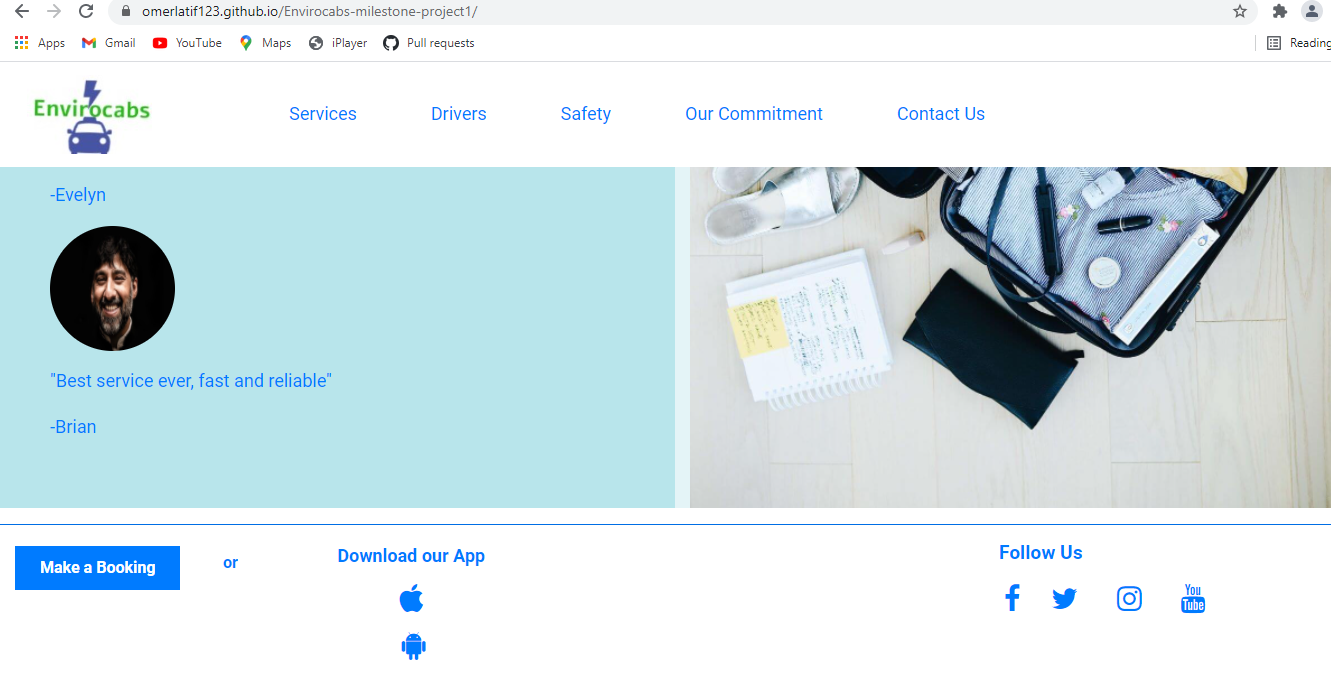 omerlatif123.github.io/Envirocabs-milestone-project1/
Apps Gmail YouTube Maps iPlayer Pull requests Reading
Envirocabs Services Drivers Safety Our Commitment Contact Us
-Evelyn
"Best service ever, fast and reliable"
-Brian
Make a Booking or Download our App Follow Us
You
Tube